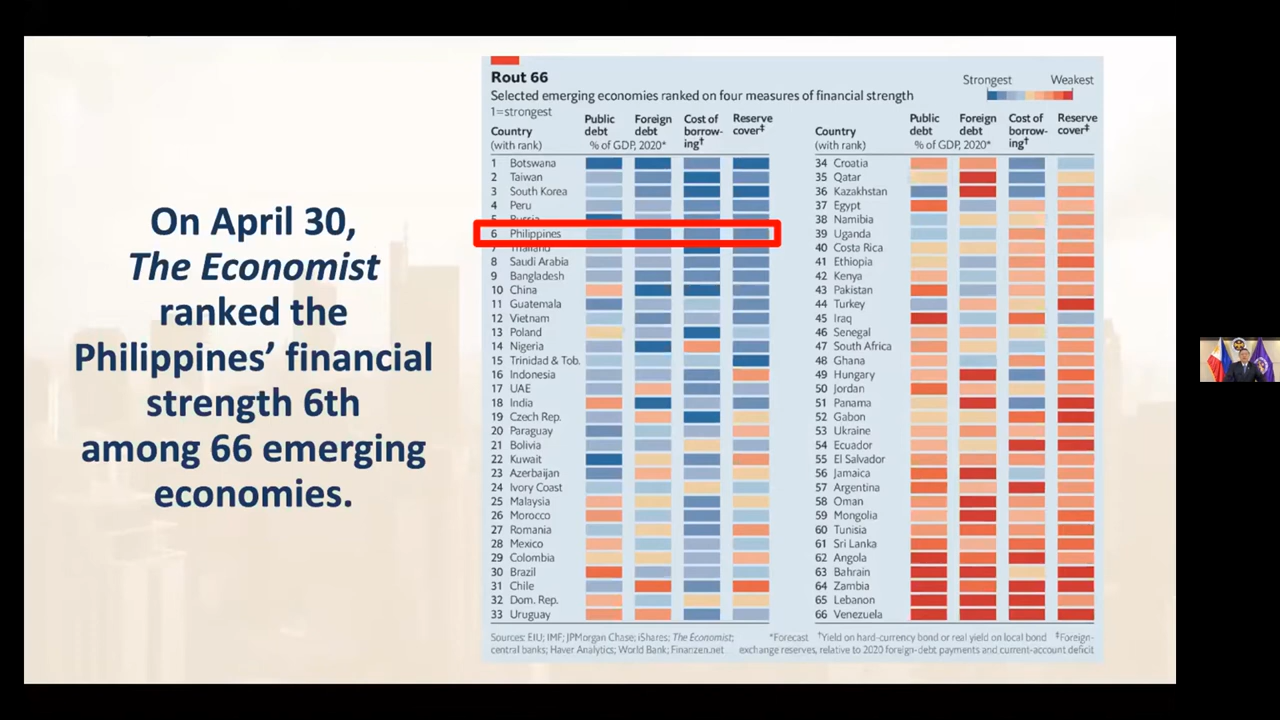 On April 30,
The Economist
ranked the
Philippines’ financial
strength 6th
among 66 emerging
economies.
Rout 66
Selected emerging economies ranked on four measures of financial strength
1=strongest
Strongest Weakest
Country (with rank) Public debt Foreign debt Cost of borrow-ing† Reserve cover‡
% of GDP, 2020*
1 Botswana
2 Taiwan
3 South Korea
4 Peru
5 Russia
6 Philippines
7 Thailand
8 Saudi Arabia
9 Bangladesh
10 China
11 Guatemala
12 Vietnam
13 Poland
14 Nigeria
15 Trinidad & Tob.
16 Indonesia
17 UAE
18 India
19 Czech Rep.
20 Paraguay
21 Bolivia
22 Kuwait
23 Azerbaijan
24 Ivory Coast
25 Malaysia
26 Morocco
27 Romania
28 Mexico
29 Colombia
30 Brazil
31 Chile
32 Dom. Rep.
33 Uruguay
Country (with rank) Public debt Foreign debt Cost of borrow-ing† Reserve cover‡
% of GDP, 2020*
34 Croatia
35 Qatar
36 Kazakhstan
37 Egypt
38 Namibia
39 Uganda
40 Costa Rica
41 Ethiopia
42 Kenya
43 Pakistan
44 Turkey
45 Iraq
46 Senegal
47 South Africa
48 Ghana
49 Hungary
50 Jordan
51 Panama
52 Gabon
53 Ukraine
54 Ecuador
55 El Salvador
56 Jamaica
57 Argentina
58 Oman
59 Mongolia
60 Tunisia
61 Sri Lanka
62 Angola
63 Bahrain
64 Zambia
65 Lebanon
66 Venezuela
Sources: EIU; IMF; JPMorgan Chase; iShares; The Economist;
central banks; Haver Analytics; World Bank; Finanzen.net
*Forecast †Yield on hard-currency bond or real yield on local bond ‡Foreign-
exchange reserves, relative to 2020 foreign-debt payments and current-account deficit